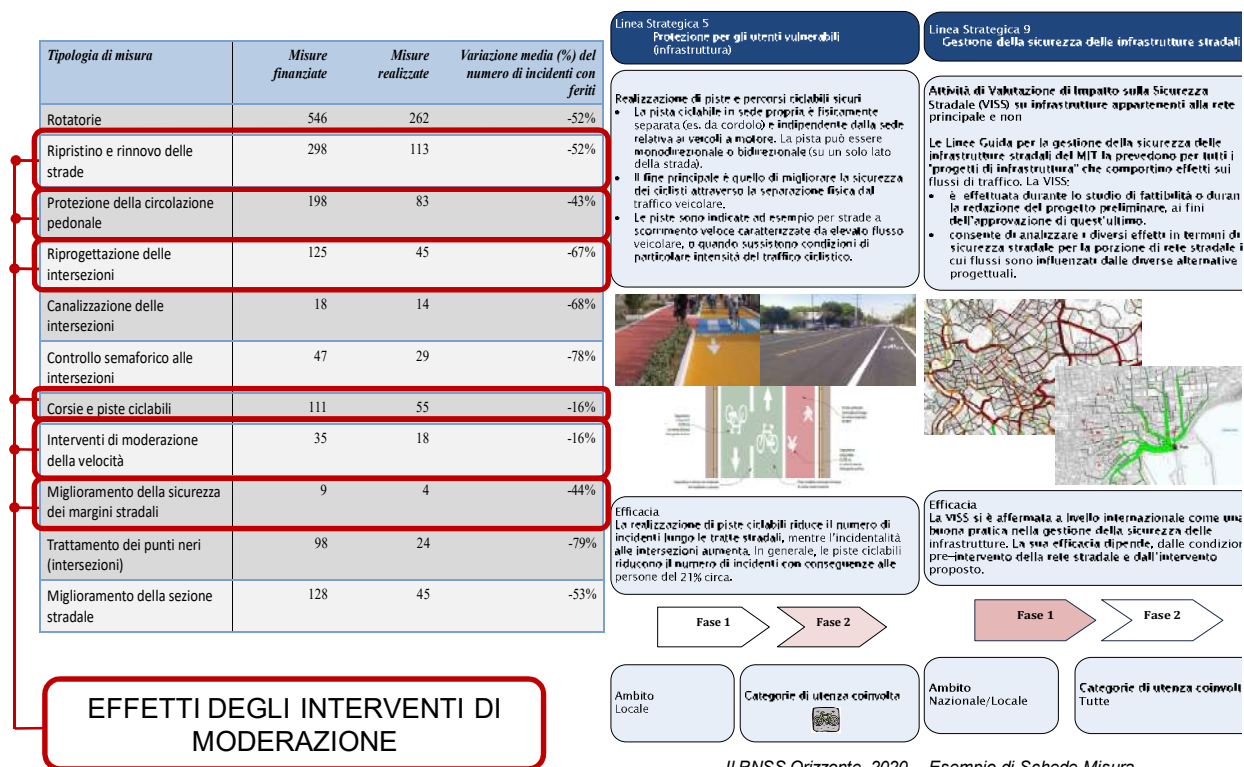 Tipologia di misura
Misure finanziate
Misure realizzate
Variazione media (%) del numero di incidenti con feriti
Rotatorie 546 262 -52%
Ripristino e rinnovo delle strade 298 113 -52%
Protezione della circolazione pedonale 198 83 -43%
Riprogettazione delle intersezioni 125 45 -67%
Canalizzazione delle intersezioni 18 14 -68%
Controllo semaforico alle intersezioni 47 29 -78%
Corsie e piste ciclabili 111 55 -16%
Interventi di moderazione della velocità 35 18 -16%
Miglioramento della sicurezza dei margini stradali 9 4 -44%
Trattamento dei punti neri (intersezioni) 98 24 -79%
Miglioramento della sezione stradale 128 45 -53%
EFFETTI DEGLI INTERVENTI DI
MODERAZIONE
Linea Strategica 5
Protezione per gli utenti vulnerabili
(infrastruttura)
Realizzazione di piste e percorsi ciclabili sicuri
• La pista ciclabile in sede propria è fisicamente
separata (es. da cordolo) e indipendente dalla sede
relativa ai veicoli a motore. La pista può essere
monodirezionale o bidirezionale (su un solo lato
della strada).
• Il fine principale è quello di migliorare la sicurezza
dei ciclisti attraverso la separazione fisica dal
traffico veicolare.
• Le piste sono indicate ad esempio per strade a
scorrimento veloce caratterizzate da elevato flusso
veicolare, o quando sussistono condizioni di
particolare intensità del traffico ciclistico.
Efficacia
La realizzazione di piste ciclabili riduce il numero di
incidenti lungo le tratte stradali, mentre l'incidentalità
alle intersezioni aumenta. In generale, le piste ciclabili
riducono il numero di incidenti con conseguenze alle
persone del 21% circa.
Fase 1
Fase 2
Ambito
Locale
Categorie di utenza coinvolta
Linea Strategica 9
Gestione della sicurezza delle infrastrutture stradali
Attività di Valutazione di Impatto sulla Sicurezza
Stradale (VISS) su infrastrutture appartenenti alla rete
principale e non
Le Linee Guida per la gestione della sicurezza delle
infrastrutture stradali del MIT la prevedono per tutti i
"progetti di infrastruttura" che comportino effetti sui
flussi di traffico. La VISS:
• è effettuata durante lo studio di fattibilità o duran
la redazione del progetto preliminare, ai fini
dell'approvazione di quest'ultimo.
• consente di analizzare i diversi effetti in termini di
sicurezza stradale per la porzione di rete stradale i
cui flussi sono influenzati dalle diverse alternative
progettuali.
Efficacia
La VISS si è affermata a livello internazionale come una
buona pratica nella gestione della sicurezza delle
infrastrutture. La sua efficacia dipende, dalle condizion
pre-intervento della rete stradale e dall'intervento
proposto.
Fase 1
Fase 2
Ambito
Nazionale/Locale
Categorie di utenza coinvolt
Tutte
Il PNSS Orizzonte 2020 – Esempio di Schede Misura